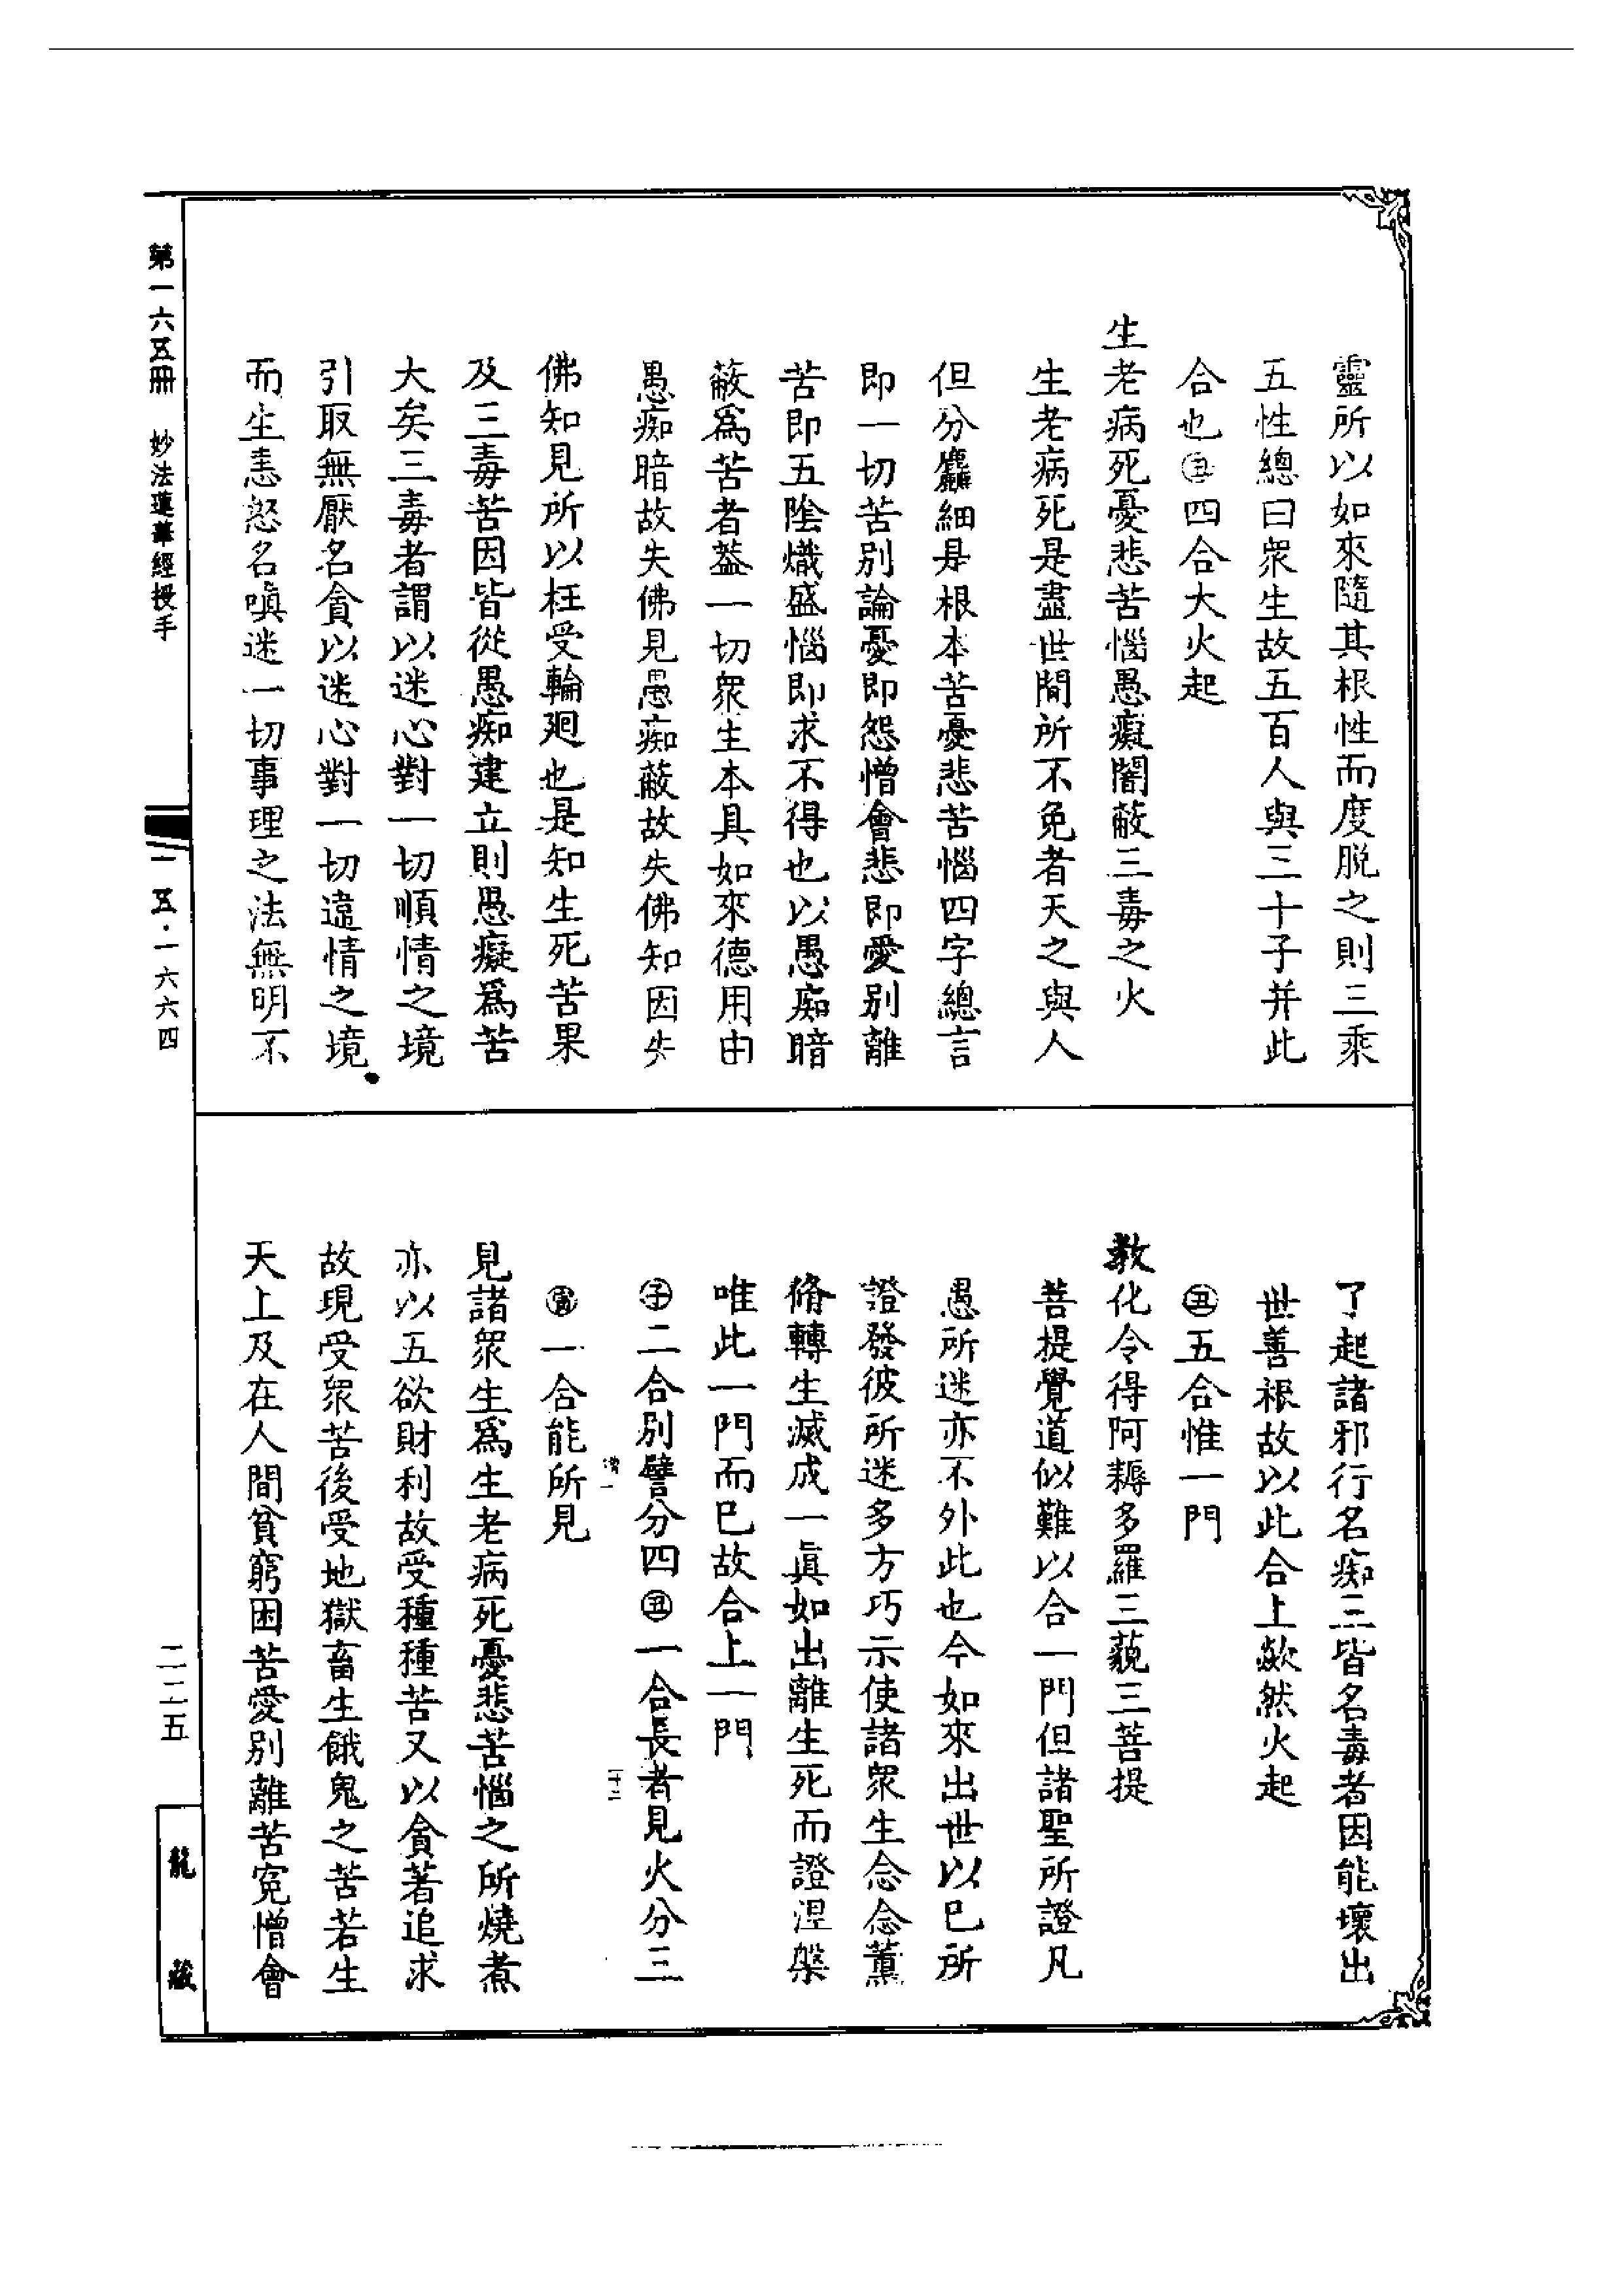 靈所以如來隨其根性而度脫之則三乘
五性總曰衆生故五百人與三十子并此
合也㊄四合大火起
生老病死憂悲苦惱愚癡闇蔽三毒之火
生老病死是盡世間所不免者天之與人
但分麤細是根本苦憂悲苦惱四字總言
即一切苦別論憂即怨憎會悲即愛別離
苦即五陰熾盛惱即求不得也以愚痴暗
蔽爲苦者葢一切衆生本具如來德用由
愚痴暗故失佛見愚痴蔽故失佛知因失
佛知見所以枉受輪廻也是知生死苦果
及三毒苦因皆從愚痴建立則愚癡爲苦
大矣三毒者謂以迷心對一切順情之境
引取無厭名貪以迷心對一切違情之境
而生恚怒名嗔迷一切事理之法無明不
了起諸邪行名痴三皆名毒者因能壞出
世善根故以此合上歘然火起
㊄五合惟一門
教化令得阿耨多羅三藐三菩提
菩提覺道似難以合一門但諸聖所證凡
愚所迷亦不外此也今如來出世以已所
證發彼所迷多方巧示使諸衆生念念薰
脩轉生滅成一眞如出離生死而證涅槃
唯此一門而已故合上一門
㊉二合別譬分四㊄一合長者見火分三
一合能所見
見諸衆生爲生老病死憂悲苦惱之所燒煮
亦以五欲財利故受種種苦又以貪著追求
故現受衆苦後受地獄畜生餓鬼之苦若生
天上及在人間貧窮困苦愛別離苦寃憎會
第一六五冊　妙法蓮華經授手
一五·一六六四
二二五
龍藏